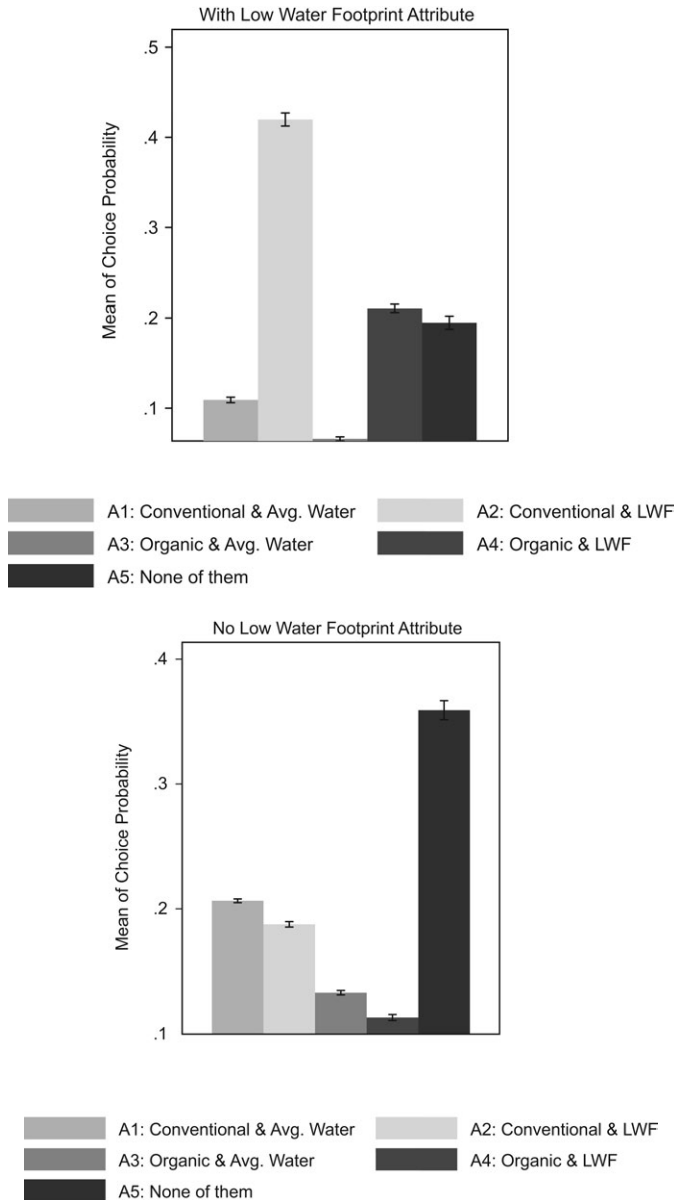 With Low Water Footprint Attribute
.5
.4
.3
.2
.1
Mean of Choice Probability
A1: Conventional & Avg. Water
A2: Conventional & LWF
A3: Organic & Avg. Water
A4: Organic & LWF
A5: None of them
No Low Water Footprint Attribute
.4
.3
.2
.1
Mean of Choice Probability
A1: Conventional & Avg. Water
A2: Conventional & LWF
A3: Organic & Avg. Water
A4: Organic & LWF
A5: None of them